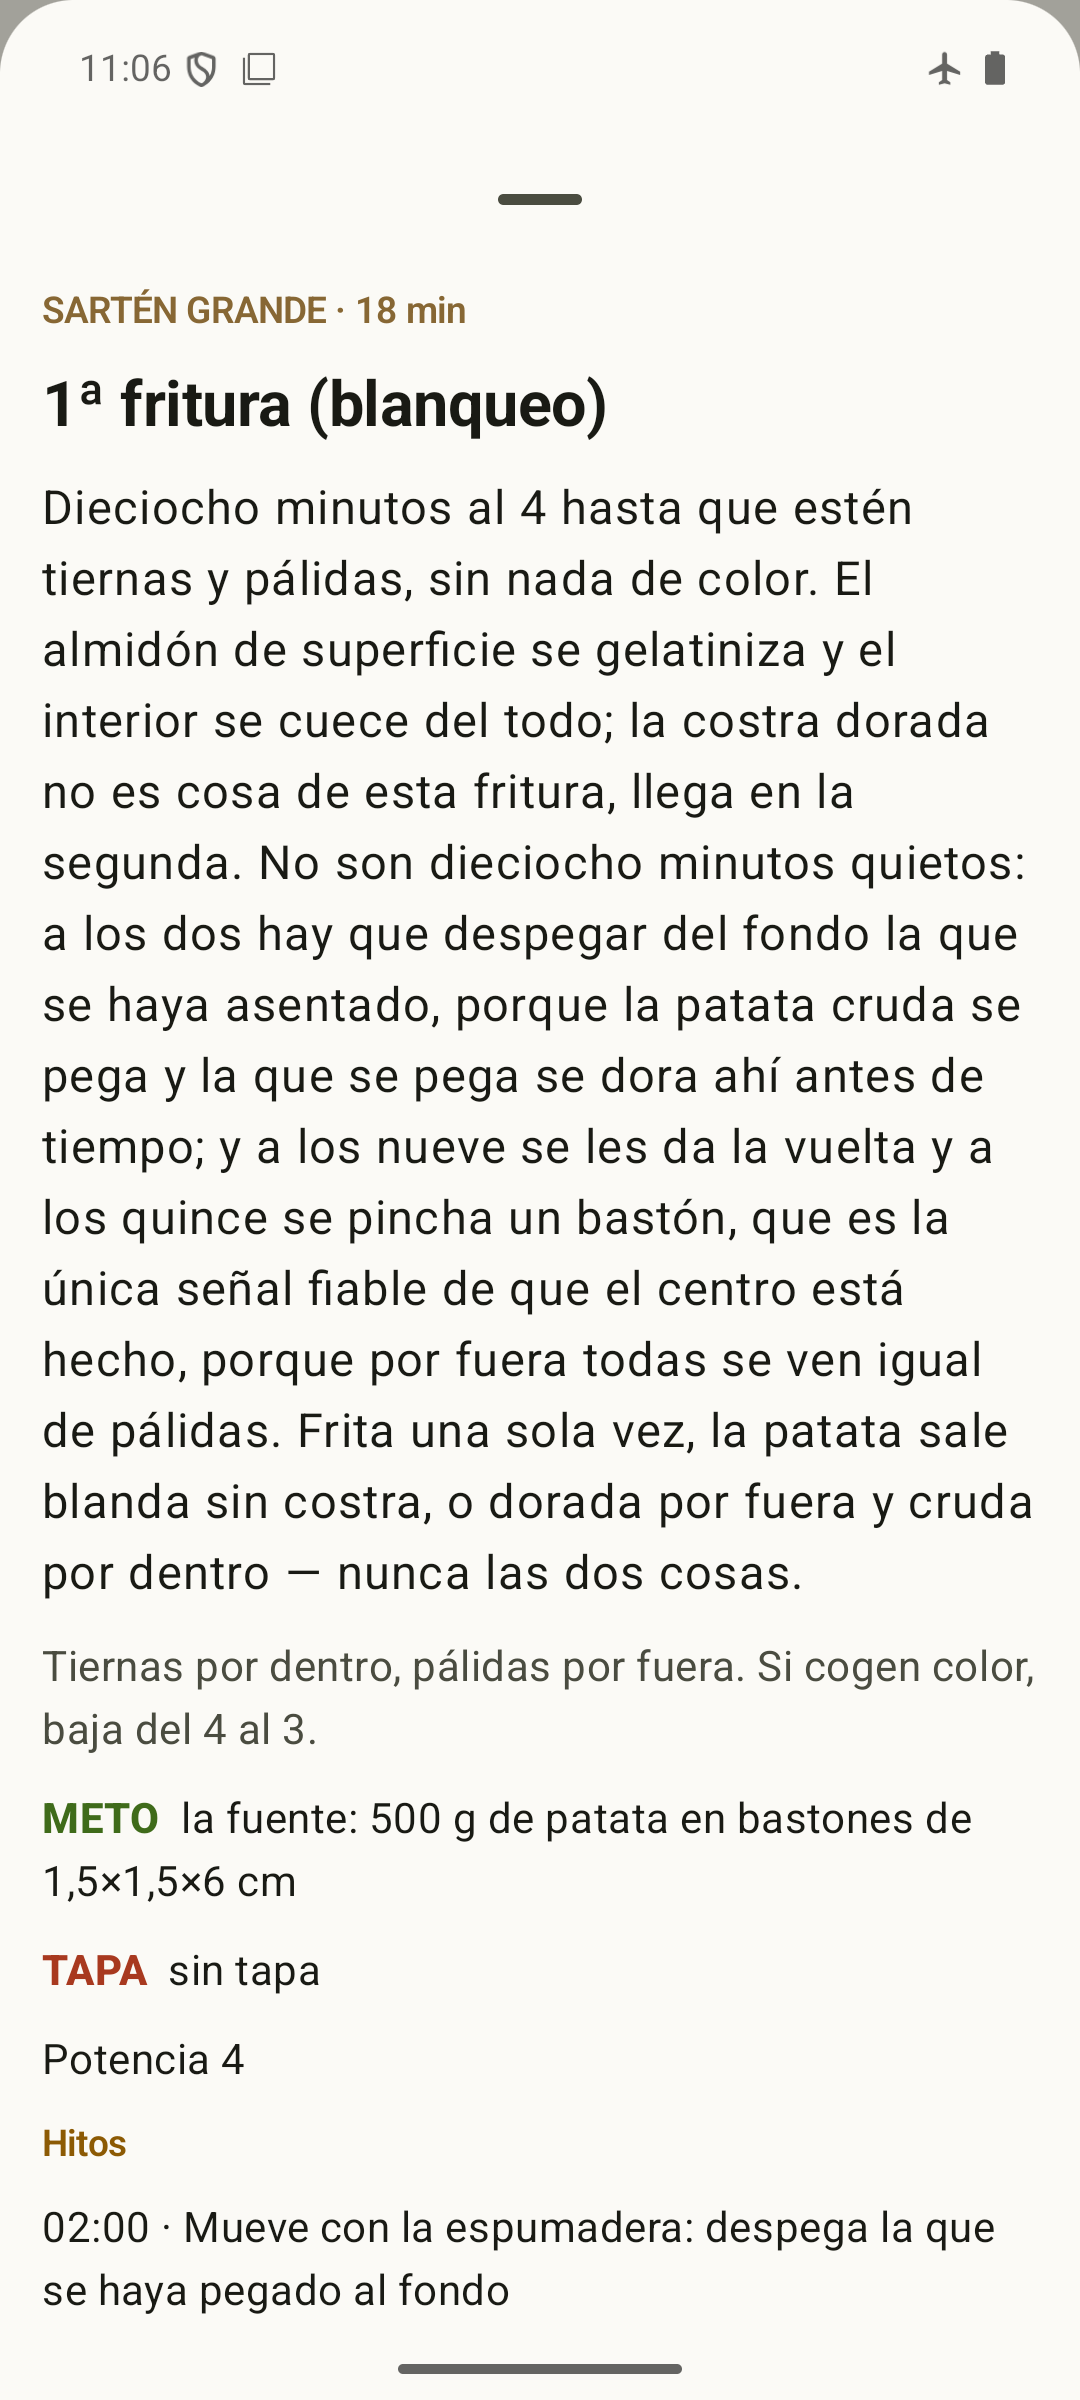 11:06
SARTÉN GRANDE · 18 min
1ª fritura (blanqueo)
Dieciocho minutos al 4 hasta que estén
tiernas y pálidas, sin nada de color. El
almidón de superficie se gelatiniza y el
interior se cuece del todo; la costra dorada
no es cosa de esta fritura, llega en la
segunda. No son dieciocho minutos quietos:
a los dos hay que despegar del fondo la que
se haya asentado, porque la patata cruda se
pega y la que se pega se dora ahí antes de
tiempo; y a los nueve se les da la vuelta y a
los quince se pincha un bastón, que es la
única señal fiable de que el centro está
hecho, porque por fuera todas se ven igual
de pálidas. Frita una sola vez, la patata sale
blanda sin costra, o dorada por fuera y cruda
por dentro — nunca las dos cosas.
Tiernas por dentro, pálidas por fuera. Si cogen color,
baja del 4 al 3.
METO la fuente: 500 g de patata en bastones de
1,5×1,5×6 cm
TAPA sin tapa
Potencia 4
Hitos
02:00 · Mueve con la espumadera: despega la que
se haya pegado al fondo